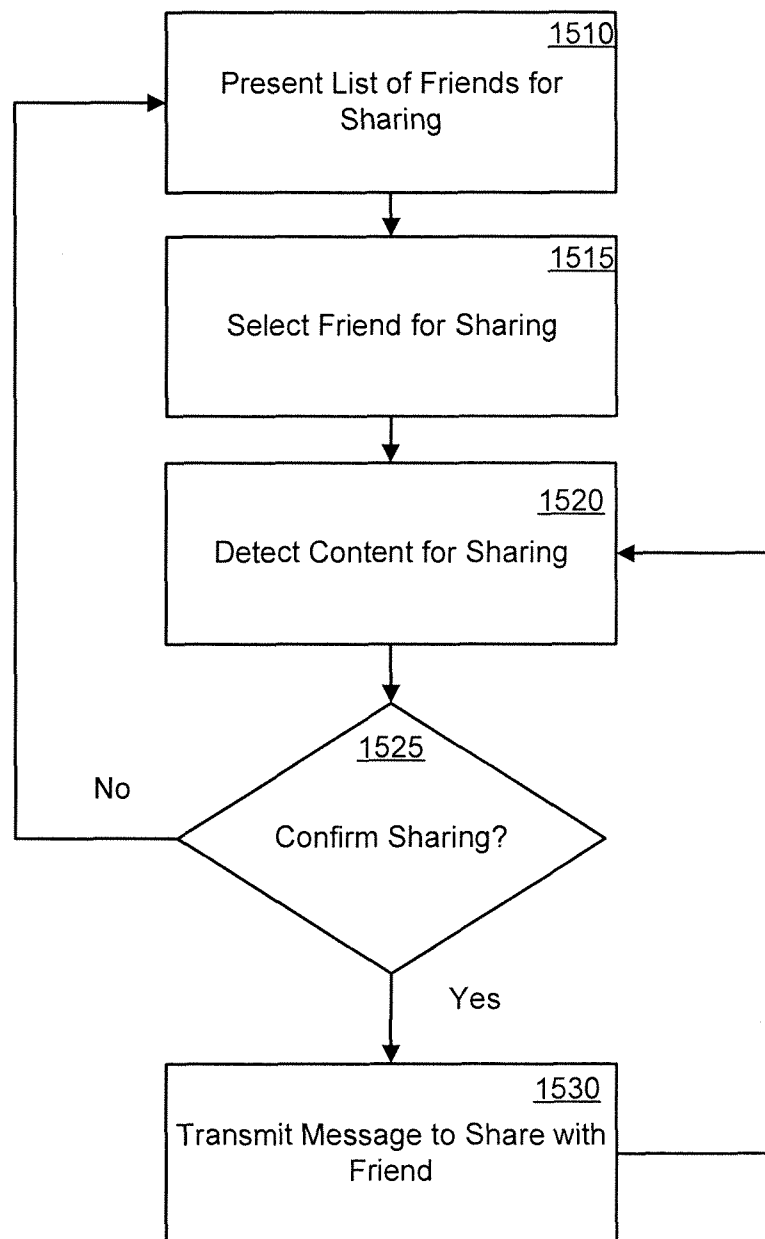 1510
Present List of Friends for
Sharing
1515
Select Friend for Sharing
1520
Detect Content for Sharing
1525
Confirm Sharing?
No
Yes
1530
Transmit Message to Share with
Friend